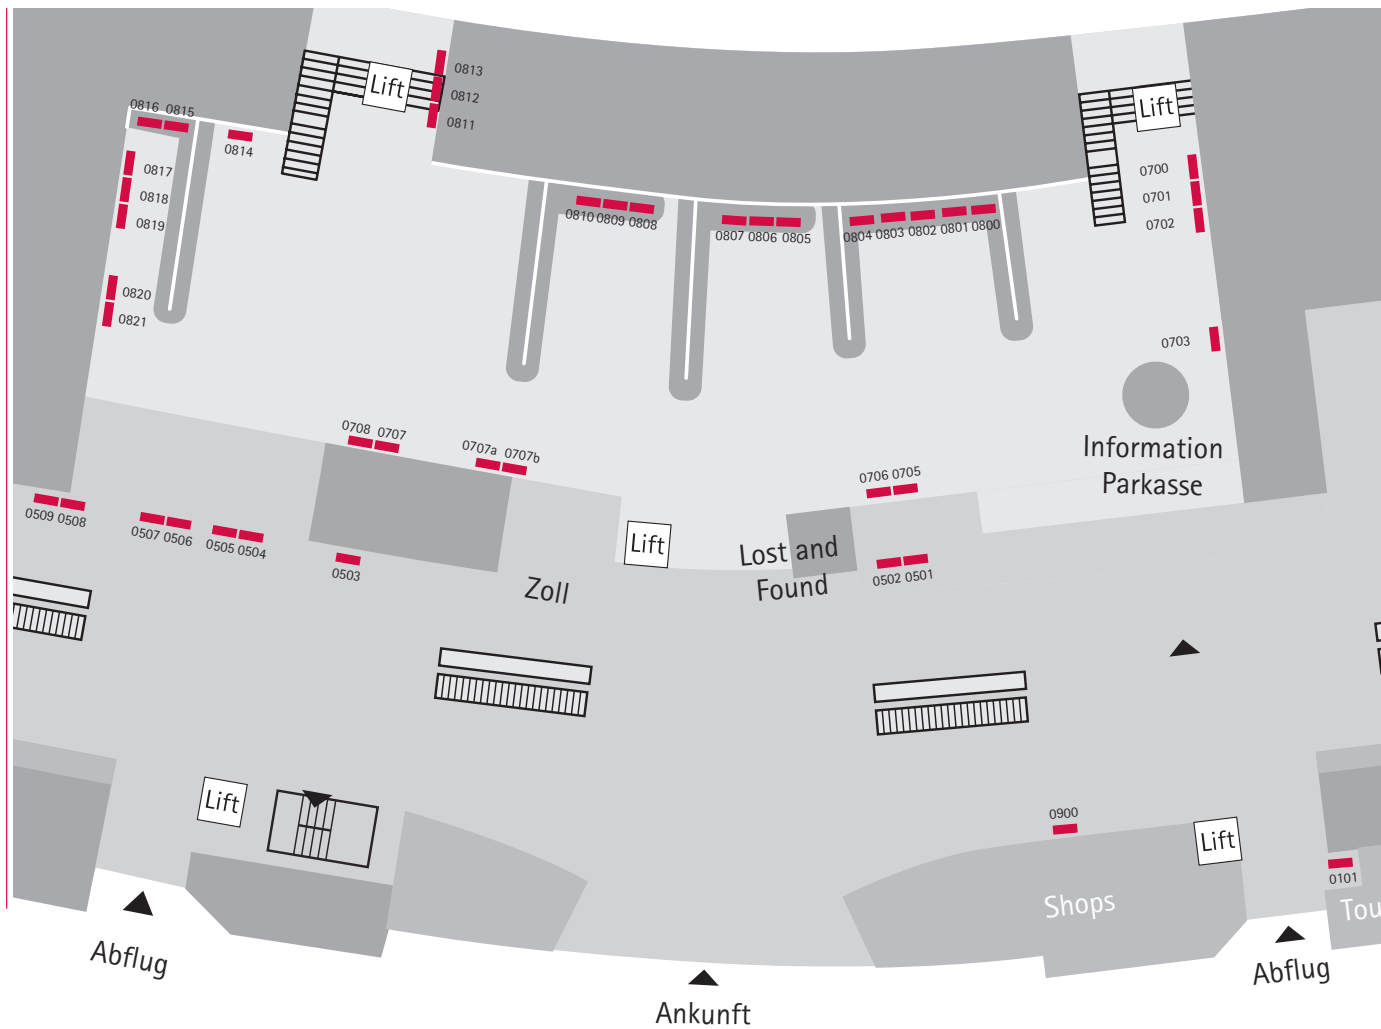 Lift
0813
0812
0811
Lift
0816 0815
0814
0817
0818
0819
0820
0821
0700
0701
0702
0703
0810 0809 0808
0807 0806 0805
0804 0803 0802 0801 0800
0708 0707
0707a 0707b
0706 0705
Information
Parkasse
0509 0508
0507 0506
0505 0504
0503
Lift
Lost and
Found
0502 0501
Zoll
Lift
0900
Lift
0101
Shops
Tou
Abflug
Abflug
Ankunft